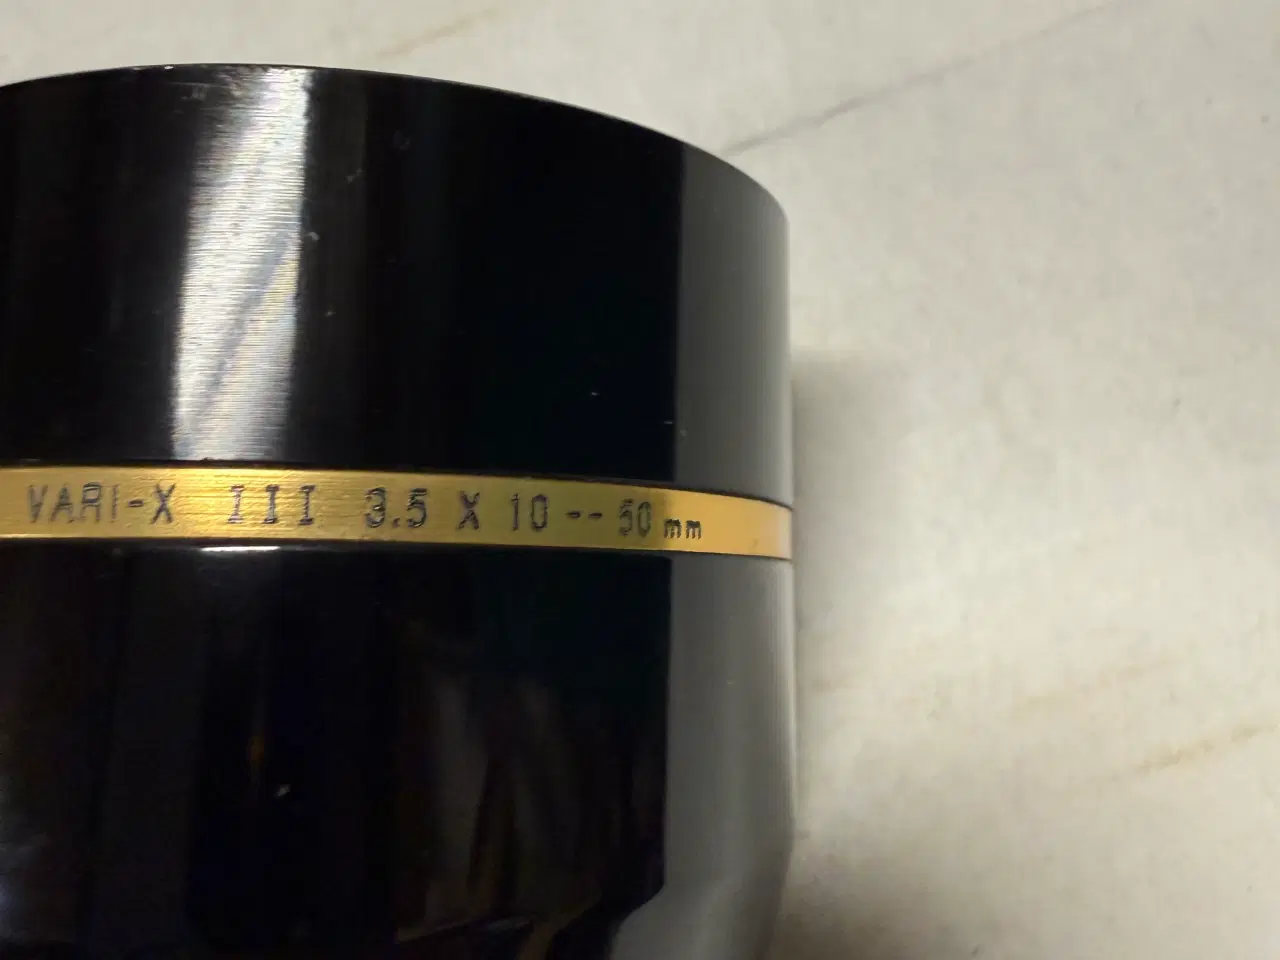 VARI-X III 3.5 X 10 -- 50 mm